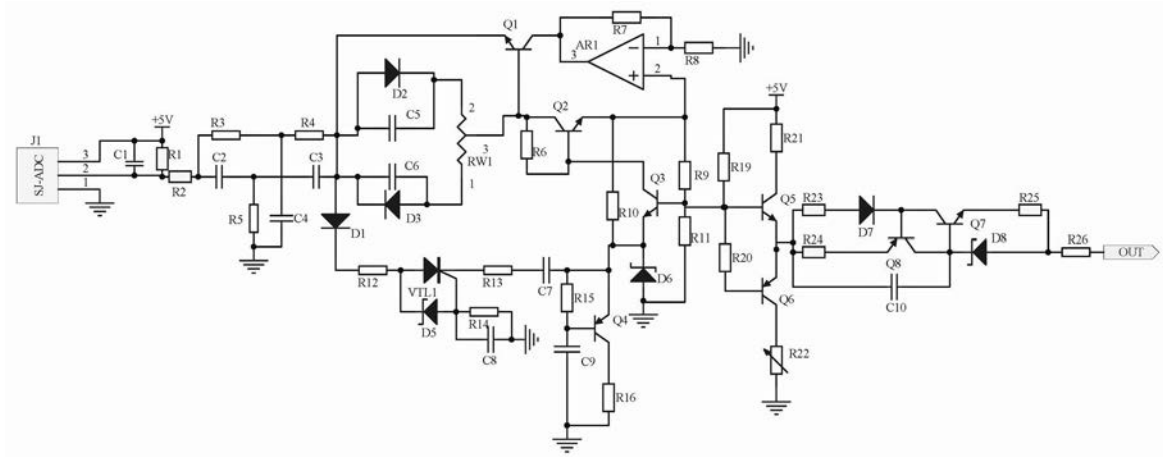 Q1
R7
AR1
1
3
2
R8
D2
+5V
2
Q2
+5V
J1
R3
R4
C5
R21
SJ-ADC
3
2
1
C1
R1
C2
C3
C6
3
RW1
R6
R19
R2
1
Q3
R9
Q5
R23
R25
R5
C4
D3
R10
D7
Q7
D1
R11
R20
R24
D8
R26
OUT
R12
R13
D6
Q8
VTL1
C7
R15
Q6
C10
D5
R14
Q4
C8
C9
R22
R16